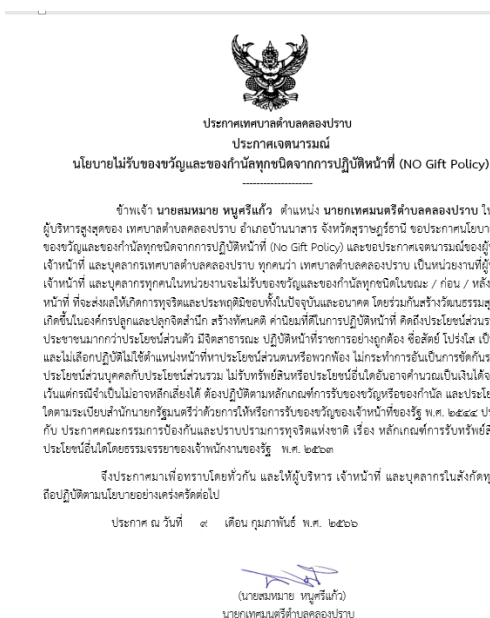 ประกาศเทศบาลตำบลคลองปราบ
ประกาศเจตนารมณ์
นโยบายไม่รับของขวัญและของกำนัลทุกชนิดจากการปฏิบัติหน้าที่ (NO Gift Policy)
--------------------
ข้าพเจ้า นายสมหมาย หนูศรีแก้ว ตำแหน่ง นายกเทศมนตรีตำบลคลองปราบ ใน
ผู้บริหารสูงสุดของ เทศบาลตำบลคลองปราบ อำเภอบ้านนาสาร จังหวัดสุราษฎร์ธานี ขอประกาศนโยบา
ของขวัญและของกำนัลทุกชนิดจากการปฏิบัติหน้าที่ (No Gift Policy) และขอประกาศเจตนารมณ์ของผู้
เจ้าหน้าที่ และบุคลากรเทศบาลตำบลคลองปราบ ทุกคนว่า เทศบาลตำบลคลองปราบ เป็นหน่วยงานที่ผู้
เจ้าหน้าที่ และบุคลากรทุกคนในหน่วยงานจะไม่รับของขวัญและของกำนัลทุกชนิดในขณะ / ก่อน / หลัง
หน้าที่ ที่จะส่งผลให้เกิดการทุจริตและประพฤติมิชอบทั้งในปัจจุบันและอนาคต โดยร่วมกันสร้างวัฒนธรรมสุ
เกิดขึ้นในองค์กรปลูกและปลุกจิตสำนึก สร้างทัศนคติ ค่านิยมที่ดีในการปฏิบัติหน้าที่ คิดถึงประโยชน์ส่วนร
ประชาชนมากกว่าประโยชน์ส่วนตัว มีจิตสาธารณะ ปฏิบัติหน้าที่ราชการอย่างถูกต้อง ซื่อสัตย์ โปร่งใส เป็
และไม่เลือกปฏิบัติไม่ใช้ตำแหน่งหน้าที่หาประโยชน์ส่วนตนหรือพวกพ้อง ไม่กระทำการอันเป็นการขัดกันร
ประโยชน์ส่วนบุคคลกับประโยชน์ส่วนรวม ไม่รับทรัพย์สินหรือประโยชน์อื่นใดอันอาจคำนวณเป็นเงินได้จ
เว้นแต่กรณีจำเป็นไม่อาจหลีกเลี่ยงได้ ต้องปฏิบัติตามหลักเกณฑ์การรับของขวัญหรือของกำนัล และประโย
ใดตามระเบียบสำนักนายกรัฐมนตรีว่าด้วยการให้หรือการรับของขวัญของเจ้าหน้าที่ของรัฐ พ.ศ. ๒๕๔๔ ปร
กับ ประกาศคณะกรรมการป้องกันและปราบปรามการทุจริตแห่งชาติ เรื่อง หลักเกณฑ์การรับทรัพย์สิ
ประโยชน์อื่นใดโดยธรรมจรรยาของเจ้าพนักงานของรัฐ พ.ศ. ๒๕๖๓
จึงประกาศมาเพื่อทราบโดยทั่วกัน และให้ผู้บริหาร เจ้าหน้าที่ และบุคลากรในสังกัดทุ
ถือปฏิบัติตามนโยบายอย่างเคร่งครัดต่อไป
ประกาศ ณ วันที่ ๙ เดือน กุมภาพันธ์ พ.ศ. ๒๕๖๖
(นายสมหมาย หนูศรีแก้ว)
นายกเทศมนตรีตำบลคลองปราบ